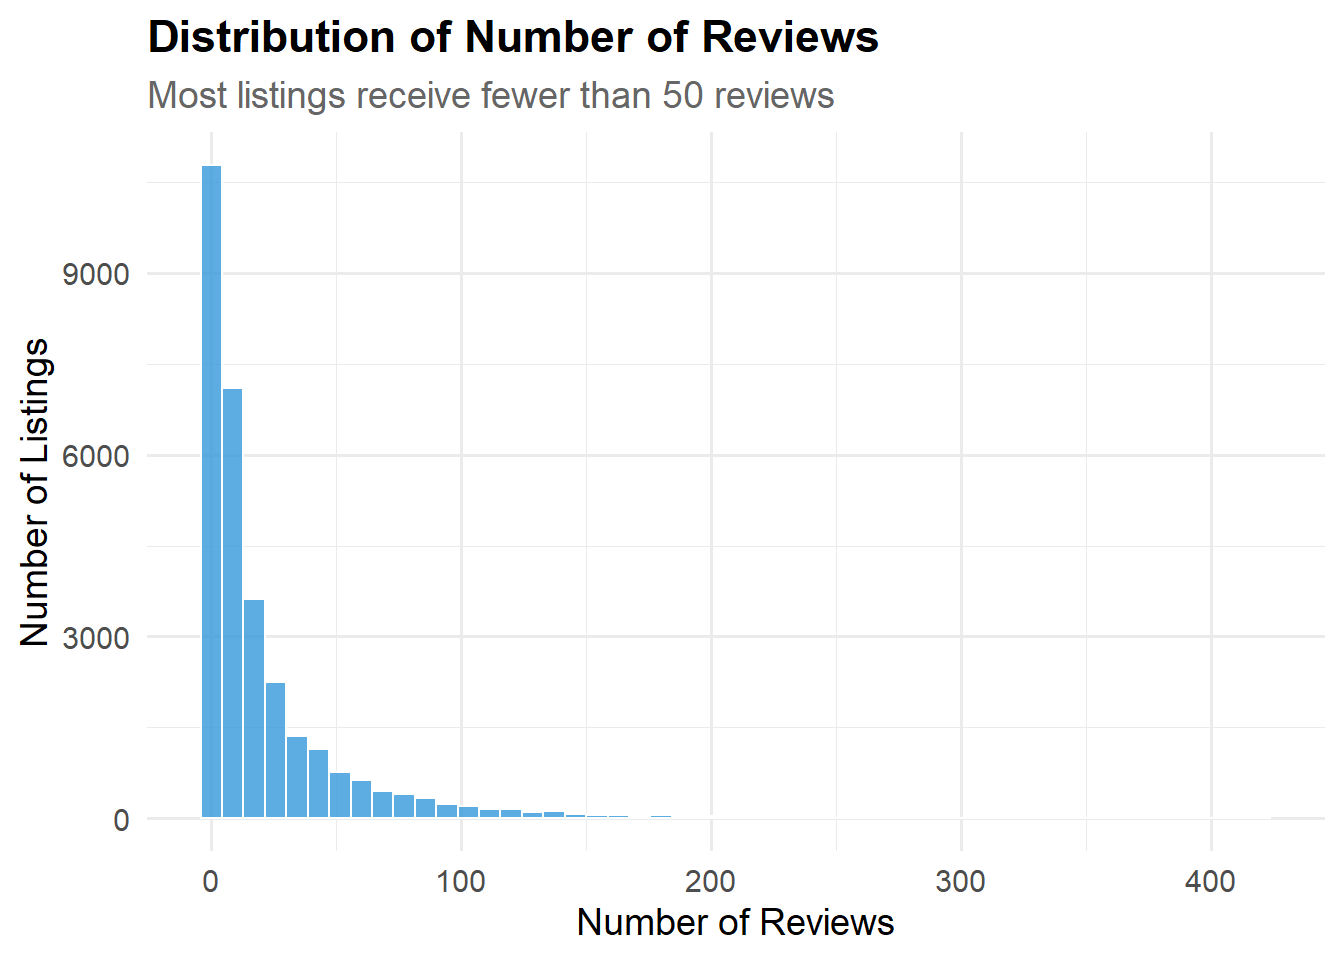 Distribution of Number of Reviews
Most listings receive fewer than 50 reviews
Number of Listings
9000
6000
3000
0
0 100 200 300 400
Number of Reviews